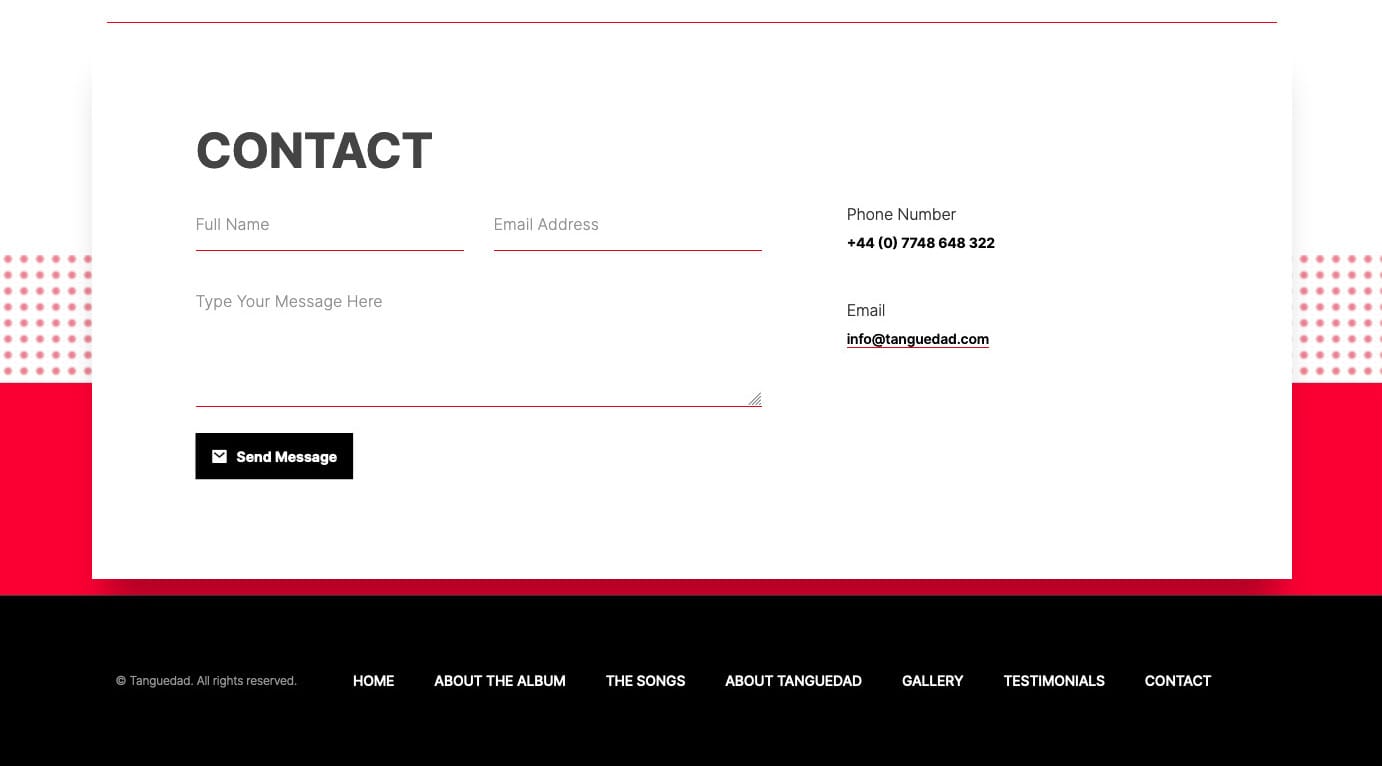 CONTACT
Full Name
Email Address
Type Your Message Here
Send Message
Phone Number
+44 (0) 7748 648 322
Email
info@tanguedad.com
© Tanguedad. All rights reserved.
HOME
ABOUT THE ALBUM
THE SONGS
ABOUT TANGUEDAD
GALLERY
TESTIMONIALS
CONTACT